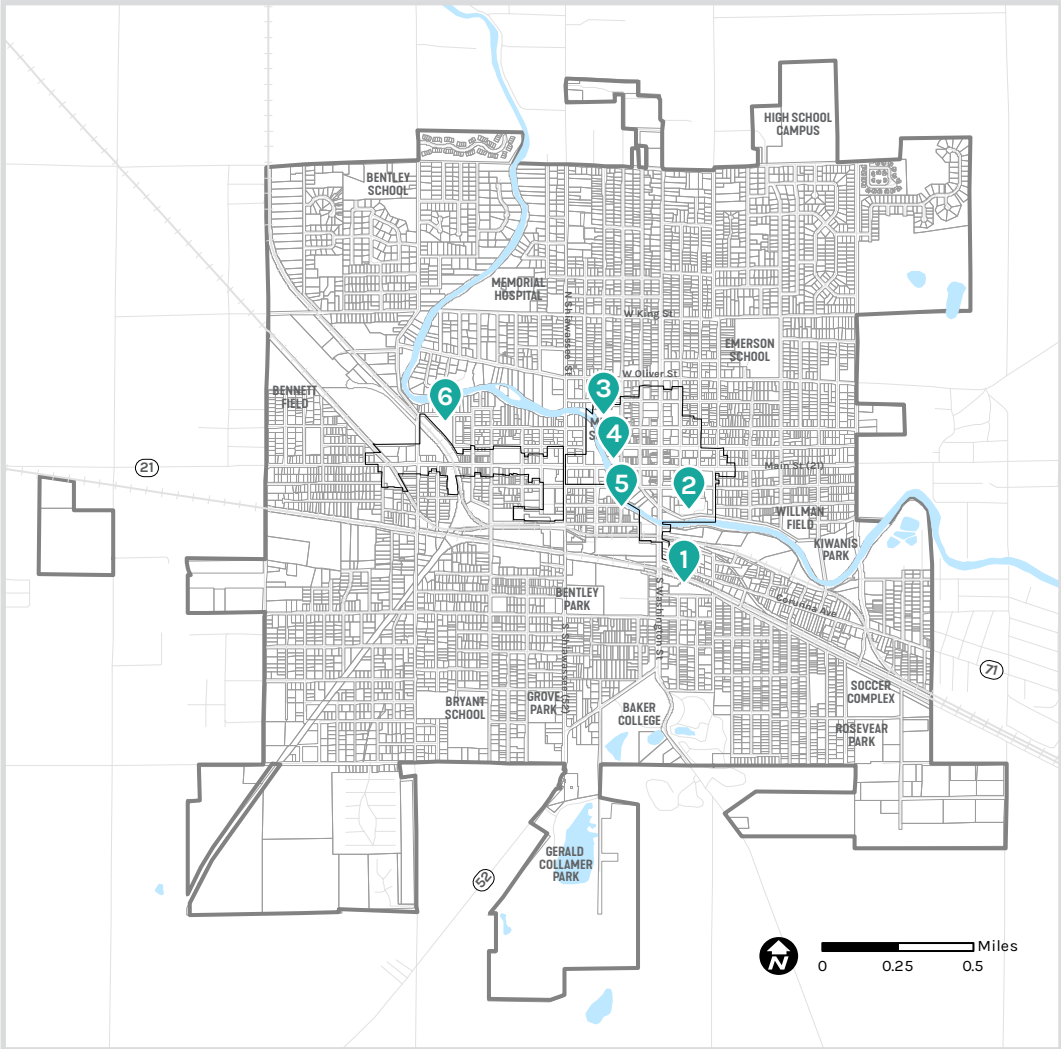 HIGH SCHOOL
CAMPUS
BENTLEY
SCHOOL
MEMORIAL
HOSPITAL
N Shiawassee St
W King St
EMERSON
SCHOOL
W Oliver St
BENNETT
FIELD
6
3
4
21
5
2
Main St (21)
WILLMAN
FIELD
KIWANIS
PARK
1
BENTLEY
PARK
S Washington St
Corunna Ave
S Shiawassee (52)
71
SOCCER
COMPLEX
BRYANT
SCHOOL
GROVE
PARK
BAKER
COLLEGE
ROSEVEAR
PARK
GERALD
COLLAMER
PARK
52
N
Miles
0
0.25
0.5